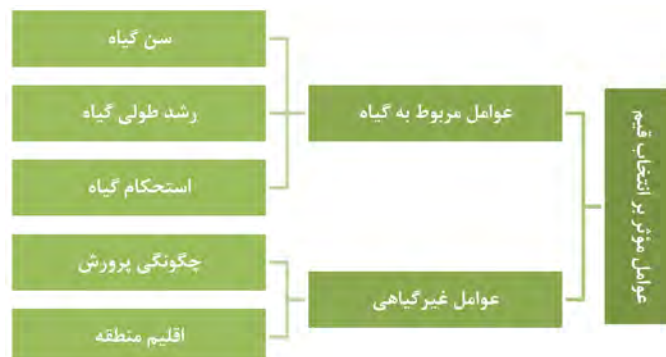 عوامل مؤثر بر انتخاب قیم
عوامل مربوط به گیاه
سن گیاه
رشد طولی گیاه
استحکام گیاه
عوامل غیرگیاهی
چگونگی پرورش
اقلیم منطقه